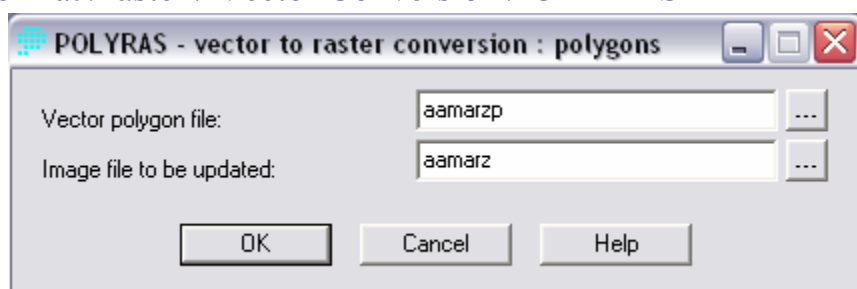 POLYRAS - vector to raster conversion : polygons
Vector polygon file:
aamarzp
...
Image file to be updated:
aamarz
...
OK
Cancel
Help